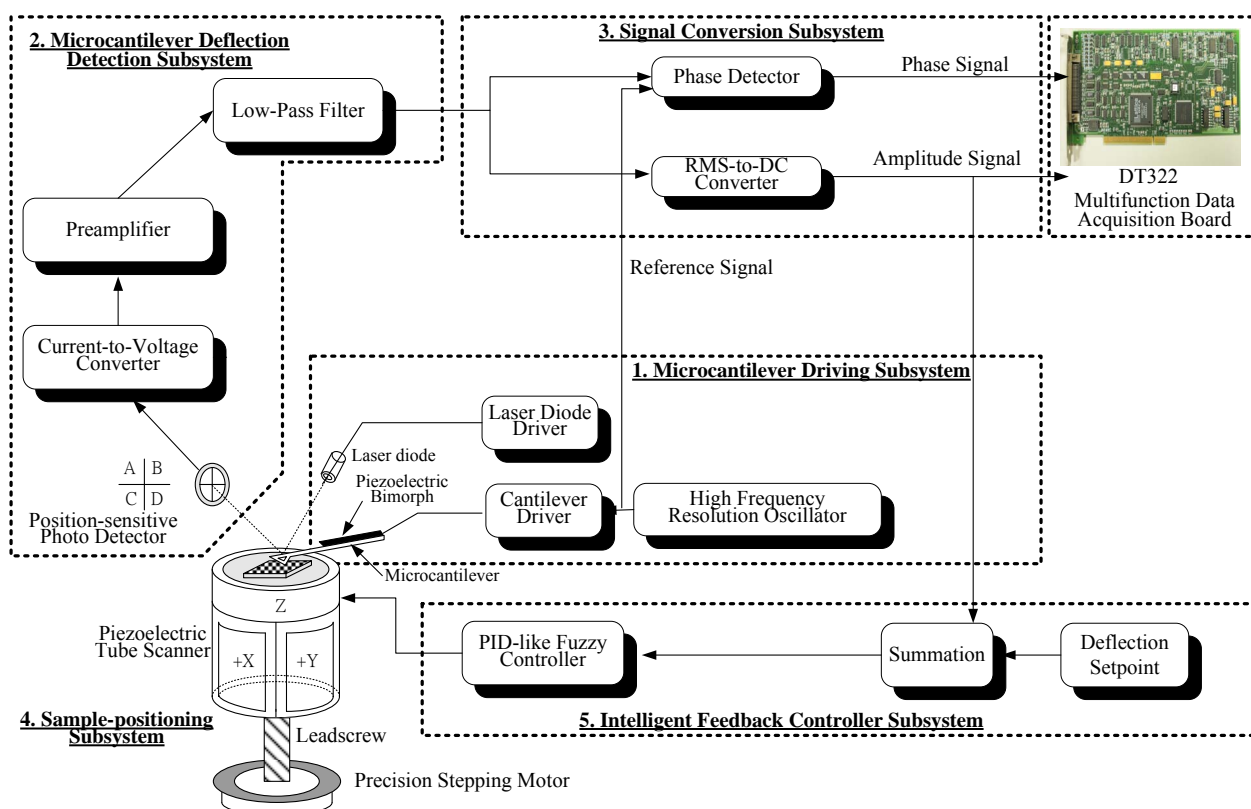 2. Microcantilever Deflection
Detection Subsystem
Low-Pass Filter
Preamplifier
Current-to-Voltage
Converter
A B
C D
Position-sensitive
Photo Detector
3. Signal Conversion Subsystem
Phase Detector
Phase Signal
RMS-to-DC
Converter
Amplitude Signal
DT322
Multifunction Data
Acquisition Board
Reference Signal
1. Microcantilever Driving Subsystem
Laser Diode
Driver
Laser diode
Piezoelectric
Bimorph
Cantilever
Driver
High Frequency
Resolution Oscillator
Microcantilever
Z
Piezoelectric
Tube Scanner
+X
+Y
4. Sample-positioning
Subsystem
Leadscrew
Precision Stepping Motor
PID-like Fuzzy
Controller
Summation
Deflection
Setpoint
5. Intelligent Feedback Controller Subsystem